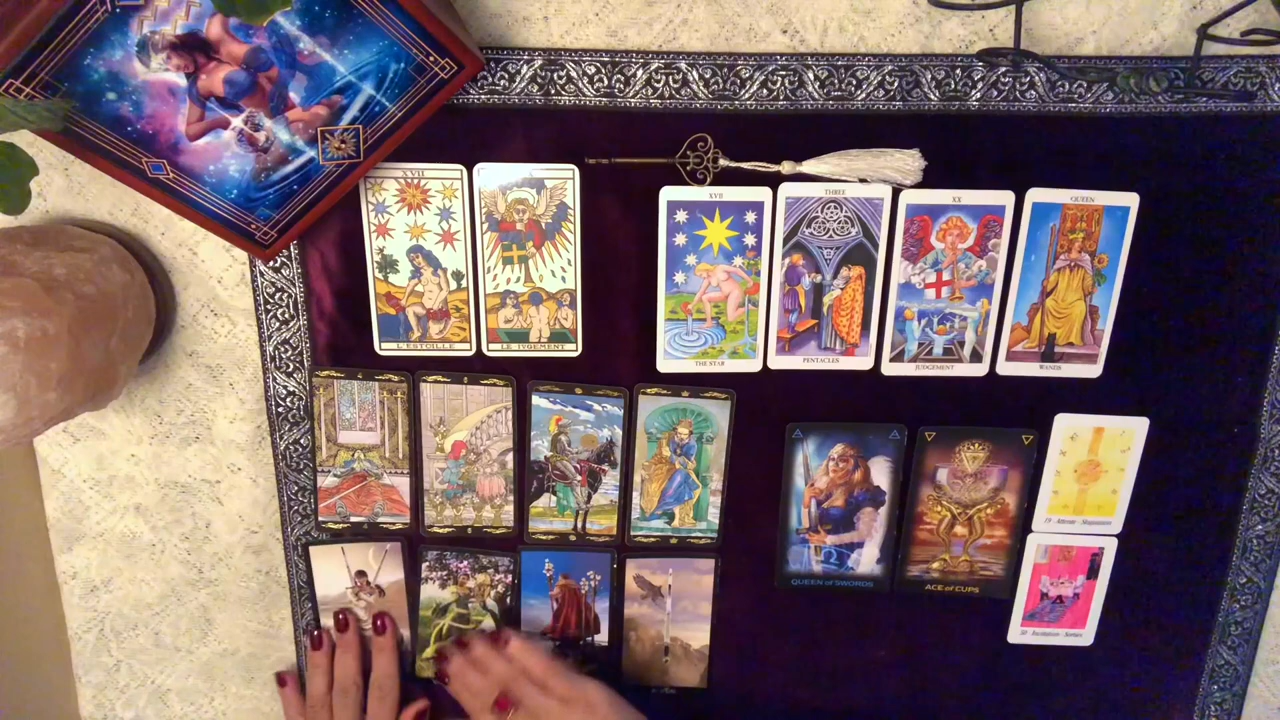 XVII
L'ESTOILLE
LE IVGEMENT
XVII
THE STAR
THREE
PENTACLES
XX
JUDGEMENT
QUEEN
WANDS
QUEEN of SWORDS
ACE of CUPS